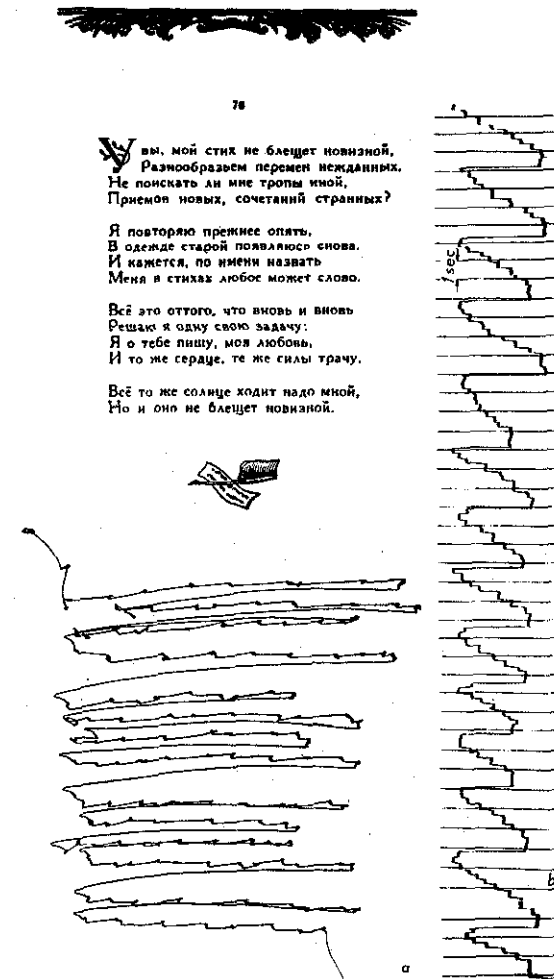 76
Увы, мой стих не блещет новизной,
Разнообразьем перемен нежданных.
Не поискать ли мне тропы иной,
Приемов новых, сочетаний странных?
Я повторяю прежнее опять,
В одежде старой появляюсь снова.
И кажется, по имени назвать
Меня в стихах любое может слово.
Всё это оттого, что вновь и вновь
Решаю я одну свою задачу:
Я о тебе пишу, моя любовь,
И то же сердце, те же силы трачу.
Всё то же солнце ходит надо мной,
Но и оно не блещет новизной.
1 sec
a
b